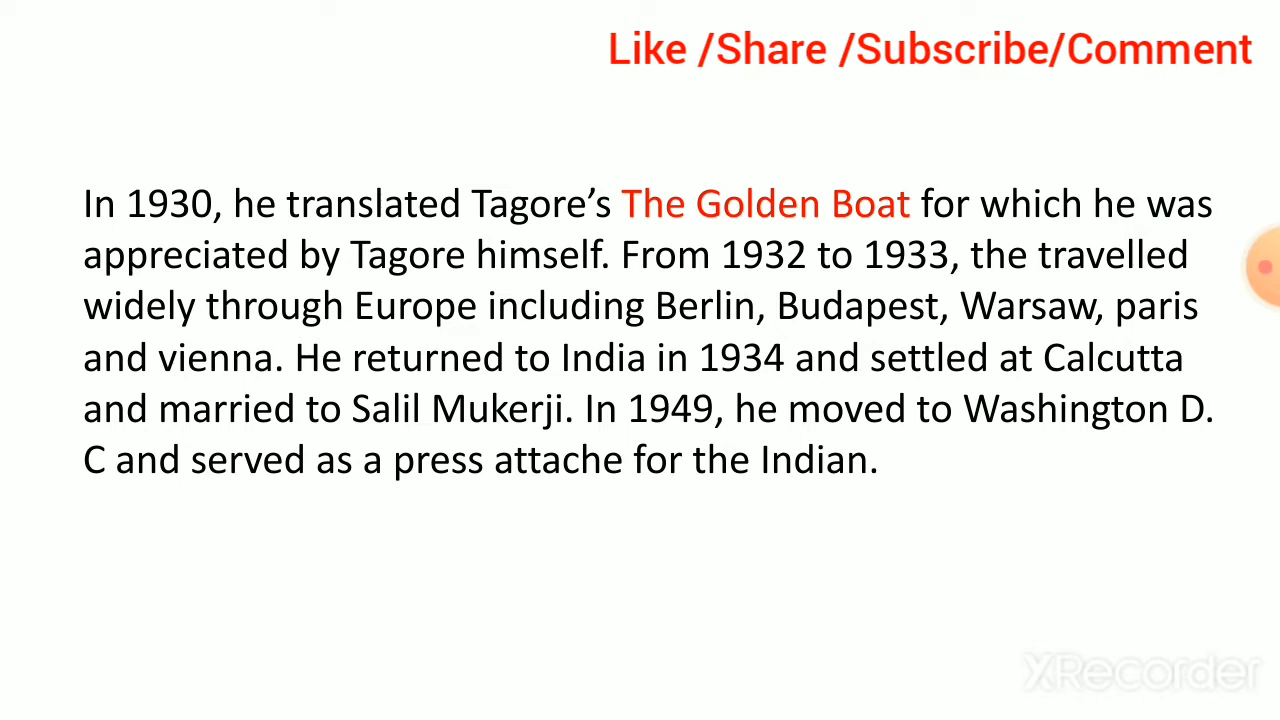 Like /Share /Subscribe/Comment
In 1930, he translated Tagore’s The Golden Boat for which he was
appreciated by Tagore himself. From 1932 to 1933, the travelled
widely through Europe including Berlin, Budapest, Warsaw, paris
and vienna. He returned to India in 1934 and settled at Calcutta
and married to Salil Mukerji. In 1949, he moved to Washington D.
C and served as a press attache for the Indian.
XRecorder